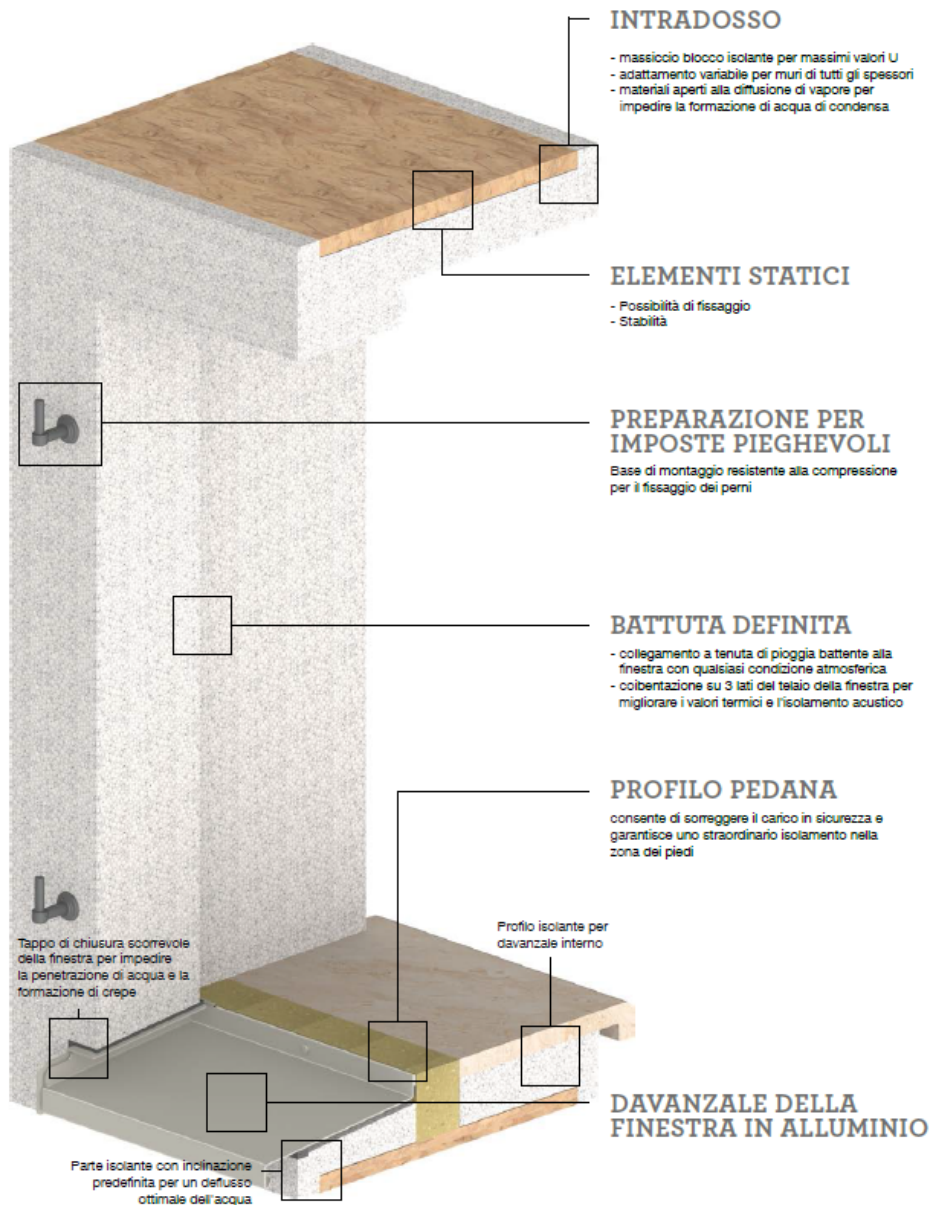 INTRADOSSO
- massiccio blocco isolante per massimi valori U
- adattamento variabile per muri di tutti gli spessori
- materiali aperti alla diffusione di vapore per
impedire la formazione di acqua di condensa
ELEMENTI STATICI
- Possibilità di fissaggio
- Stabilità
PREPARAZIONE PER
IMPOSTE PIEGHEVOLI
Base di montaggio resistente alla compressione
per il fissaggio dei perni
BATTUTA DEFINITA
- collegamento a tenuta di pioggia battente alla
finestra con qualsiasi condizione atmosferica
- coibentazione su 3 lati del telaio della finestra per
migliorare i valori termici e l'isolamento acustico
PROFILO PEDANA
consente di sorreggere il carico in sicurezza e
garantisce uno straordinario isolamento nella
zona dei piedi
Profilo isolante per
davanzale interno
Tappo di chiusura scorrevole
della finestra per impedire
la penetrazione di acqua e la
formazione di crepe
DAVANZALE DELLA
FINESTRA IN ALLUMINIO
Parte isolante con inclinazione
predefinita per un deflusso
ottimale dell'acqua